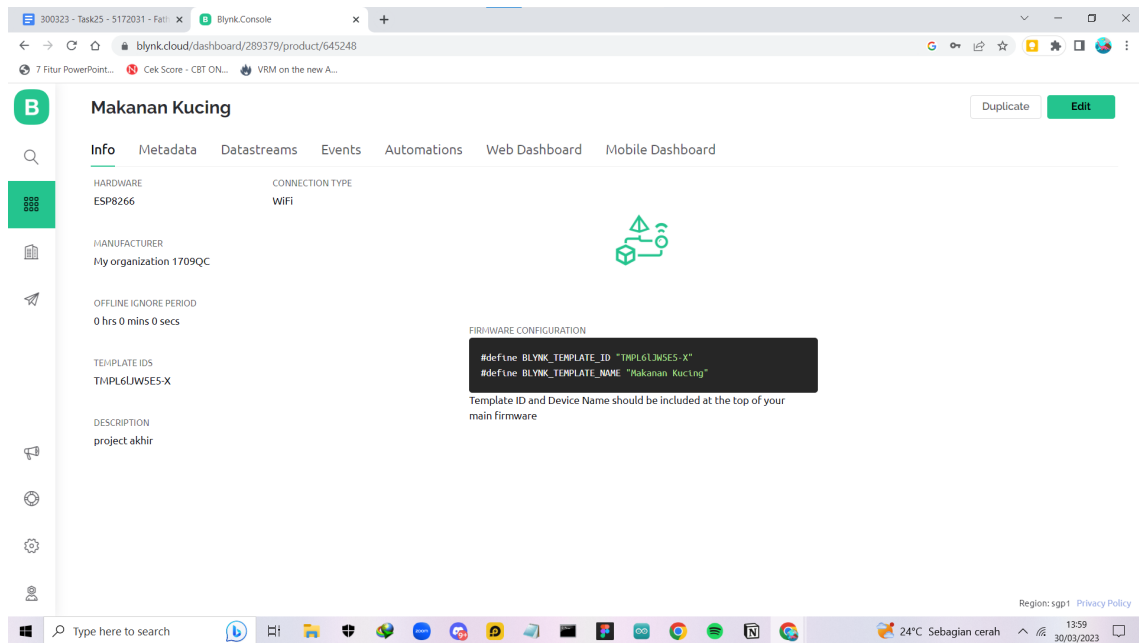 300323 - Task25 - 5172031 - Fath
Blynk.Console
blynk.cloud/dashboard/289379/product/645248
7 Fitur PowerPoint...
Cek Score - CBT ON...
VRM on the new A...
B
Makanan Kucing
Duplicate
Edit
Info Metadata Datastreams Events Automations Web Dashboard Mobile Dashboard
HARDWARE
ESP8266
CONNECTION TYPE
WiFi
MANUFACTURER
My organization 1709QC
OFFLINE IGNORE PERIOD
0 hrs 0 mins 0 secs
TEMPLATE IDS
TMPL6lJW5E5-X
DESCRIPTION
project akhir
FIRMWARE CONFIGURATION
#define BLYNK_TEMPLATE_ID "TMPL6lJW5E5-X"
#define BLYNK_TEMPLATE_NAME "Makanan Kucing"
Template ID and Device Name should be included at the top of your
main firmware
Region: sgp1 Privacy Policy
Type here to search
zoom
24°C Sebagian cerah
13:59
30/03/2023